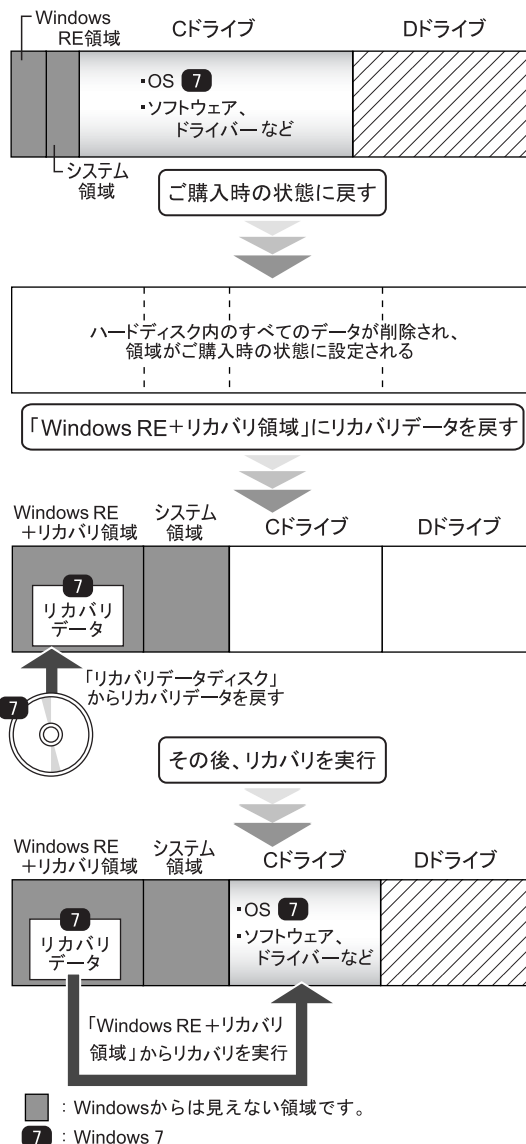 Windows
RE領域
Cドライブ
Dドライブ
・OS 7
・ソフトウェア、
ドライバーなど
システム
領域
ご購入時の状態に戻す
ハードディスク内のすべてのデータが削除され、
領域がご購入時の状態に設定される
「Windows RE+リカバリ領域」にリカバリデータを戻す
Windows RE
+リカバリ領域
システム
領域
Cドライブ
Dドライブ
7
リカバリ
データ
「リカバリデータディスク」
からリカバリデータを戻す
7
その後、リカバリを実行
Windows RE
+リカバリ領域
システム
領域
Cドライブ
Dドライブ
7
リカバリ
データ
・OS 7
・ソフトウェア、
ドライバーなど
「Windows RE+リカバリ
領域」からリカバリを実行
：Windowsからは見えない領域です。
7：Windows 7